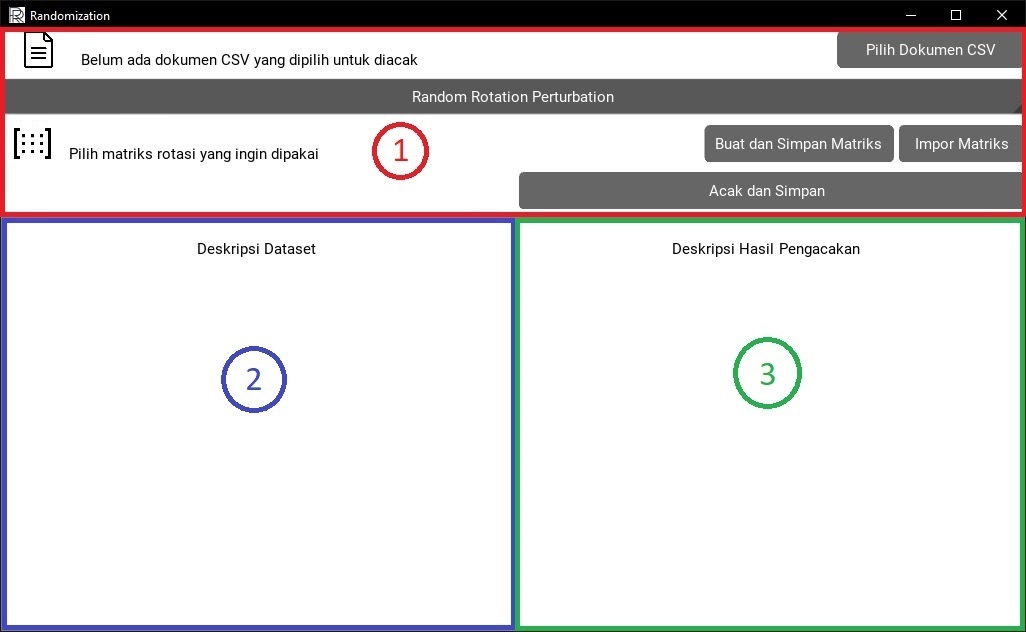 Randomization
Belum ada dokumen CSV yang dipilih untuk diacak
Pilih Dokumen CSV
Random Rotation Perturbation
Pilih matriks rotasi yang ingin dipakai
1
Buat dan Simpan Matriks
Impor Matriks
Acak dan Simpan
Deskripsi Dataset
Deskripsi Hasil Pengacakan
2
3